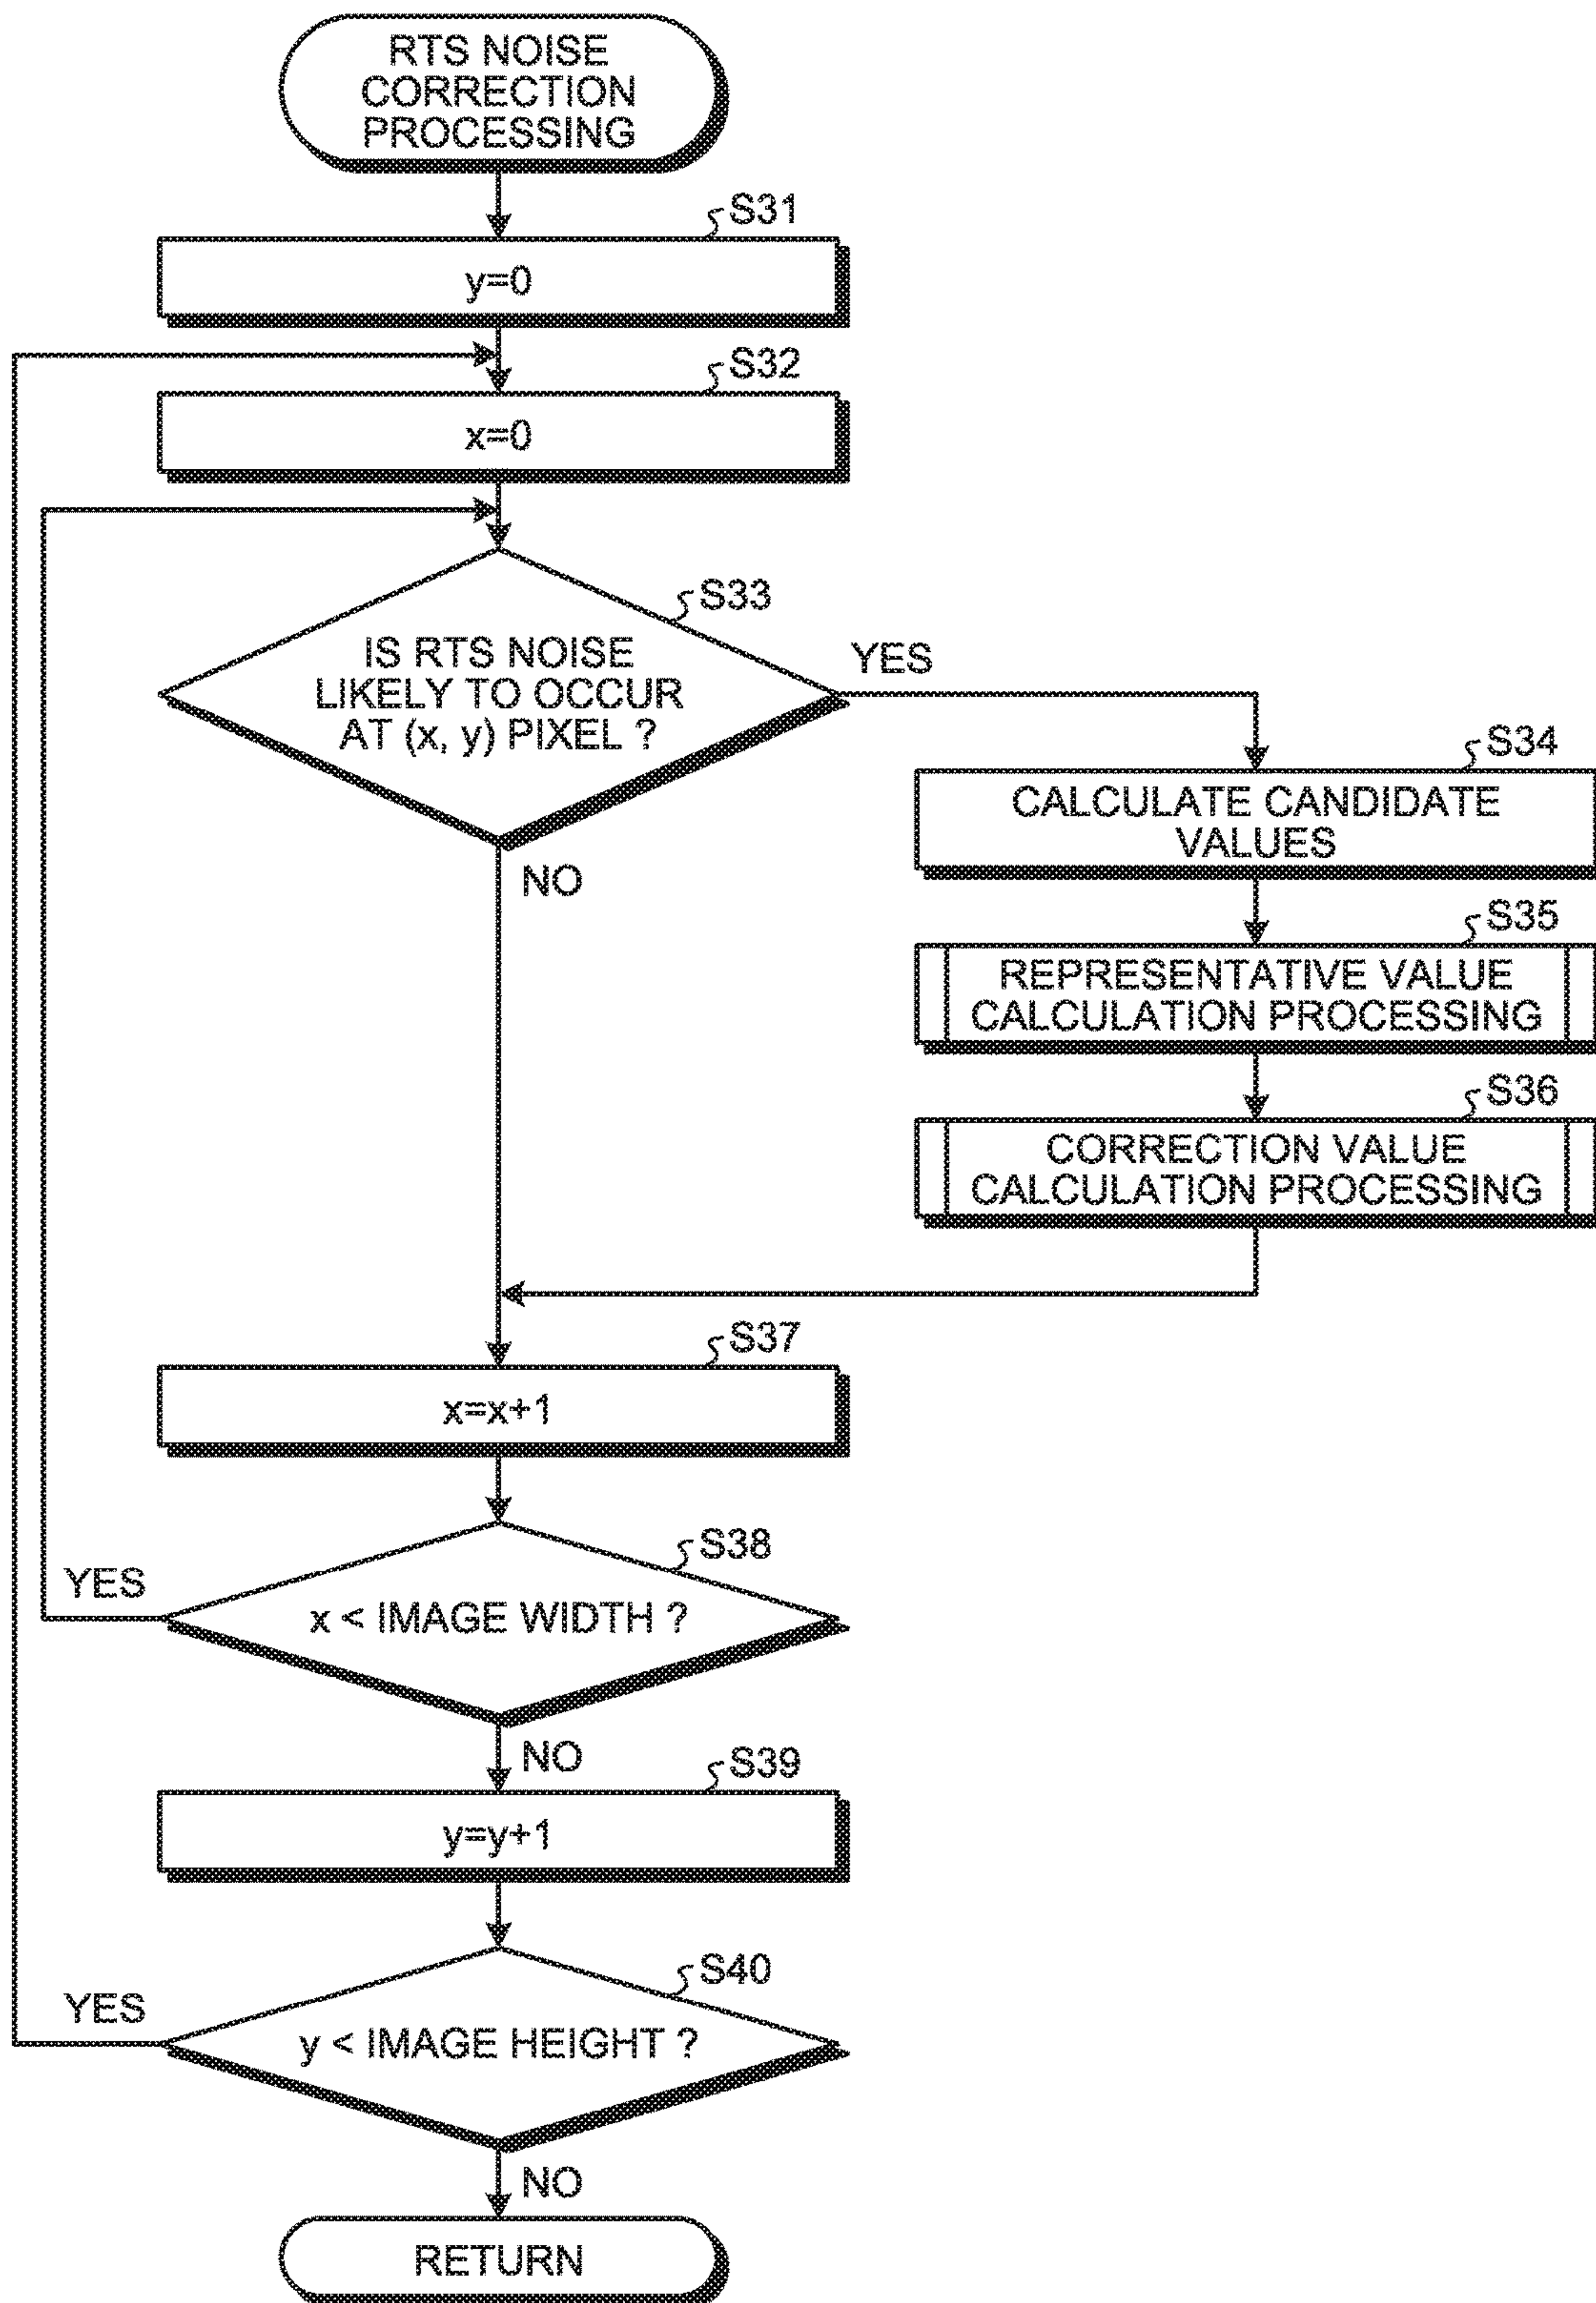 RTS NOISE
CORRECTION
PROCESSING
S31
y=0
S32
x=0
S33
IS RTS NOISE
LIKELY TO OCCUR
AT (x, y) PIXEL ?
YES
NO
S34
CALCULATE CANDIDATE
VALUES
S35
REPRESENTATIVE VALUE
CALCULATION PROCESSING
S36
CORRECTION VALUE
CALCULATION PROCESSING
S37
x=x+1
S38
YES
x < IMAGE WIDTH ?
NO
S39
y=y+1
S40
YES
y < IMAGE HEIGHT ?
NO
RETURN